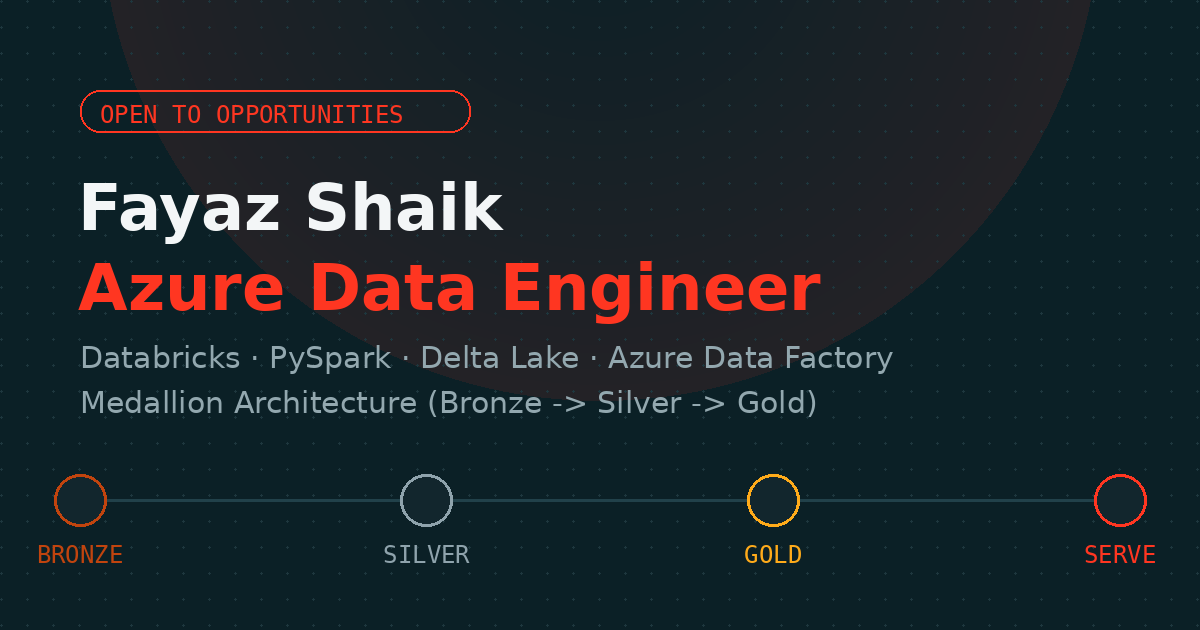 OPEN TO OPPORTUNITIES
Fayaz Shaik
Azure Data Engineer
Databricks · PySpark · Delta Lake · Azure Data Factory
Medallion Architecture (Bronze -> Silver -> Gold)
BRONZE SILVER GOLD SERVE